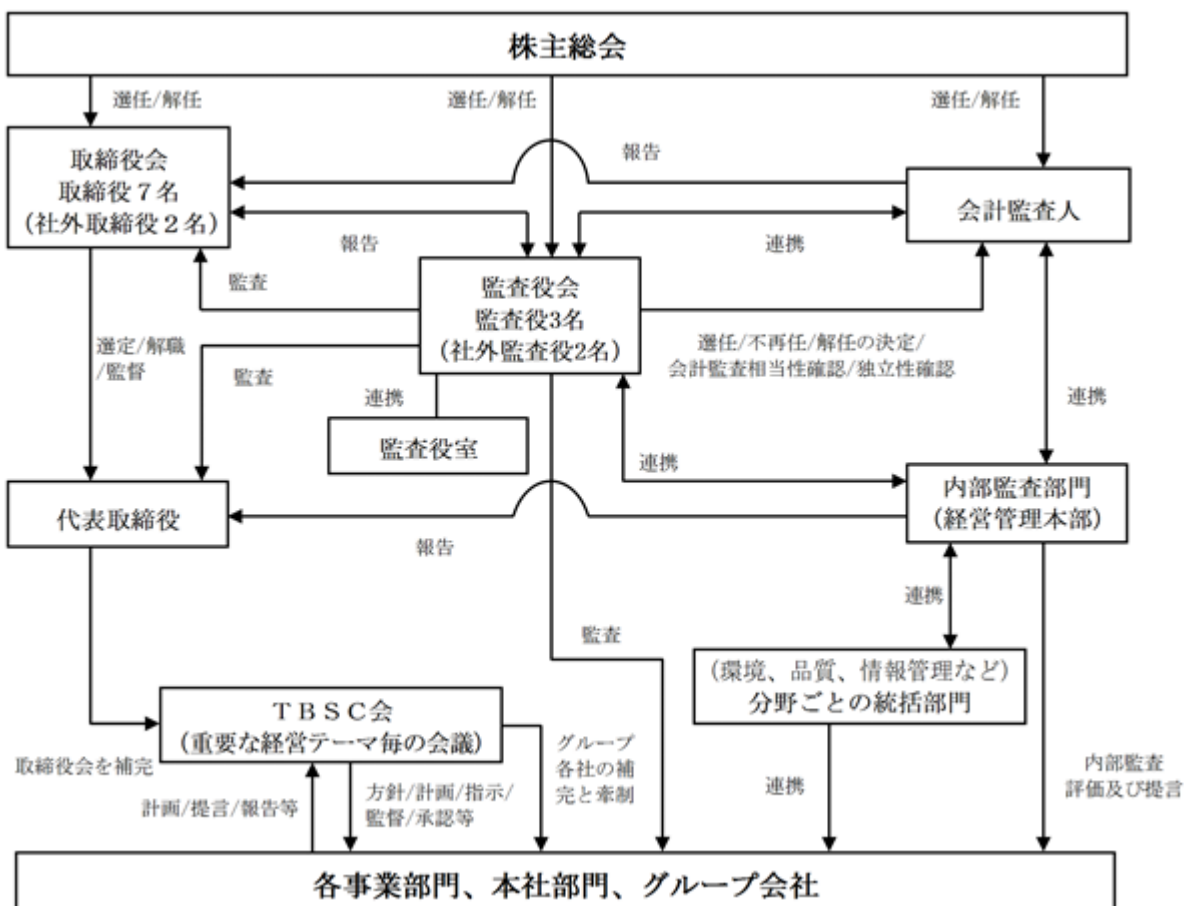 株主総会
選任/解任
選任/解任
選任/解任
取締役会
取締役７名
（社外取締役２名）
報告
会計監査人
報告
連携
監査
監査役会
監査役3名
（社外監査役2名）
選任/不再任/解任の決定/
会計監査相当性確認/独立性確認
選定/解職
/監督
監査
連携
連携
監査役室
連携
内部監査部門
（経営管理本部）
代表取締役
報告
連携
監査
（環境、品質、情報管理など）
分野ごとの統括部門
ＴＢＳＣ会
（重要な経営テーマ毎の会議）
取締役会を補完
グループ
各社の補
完と牽制
計画/提言/報告等
方針/計画/指示/
監督/承認等
連携
内部監査
評価及び提言
各事業部門、本社部門、グループ会社